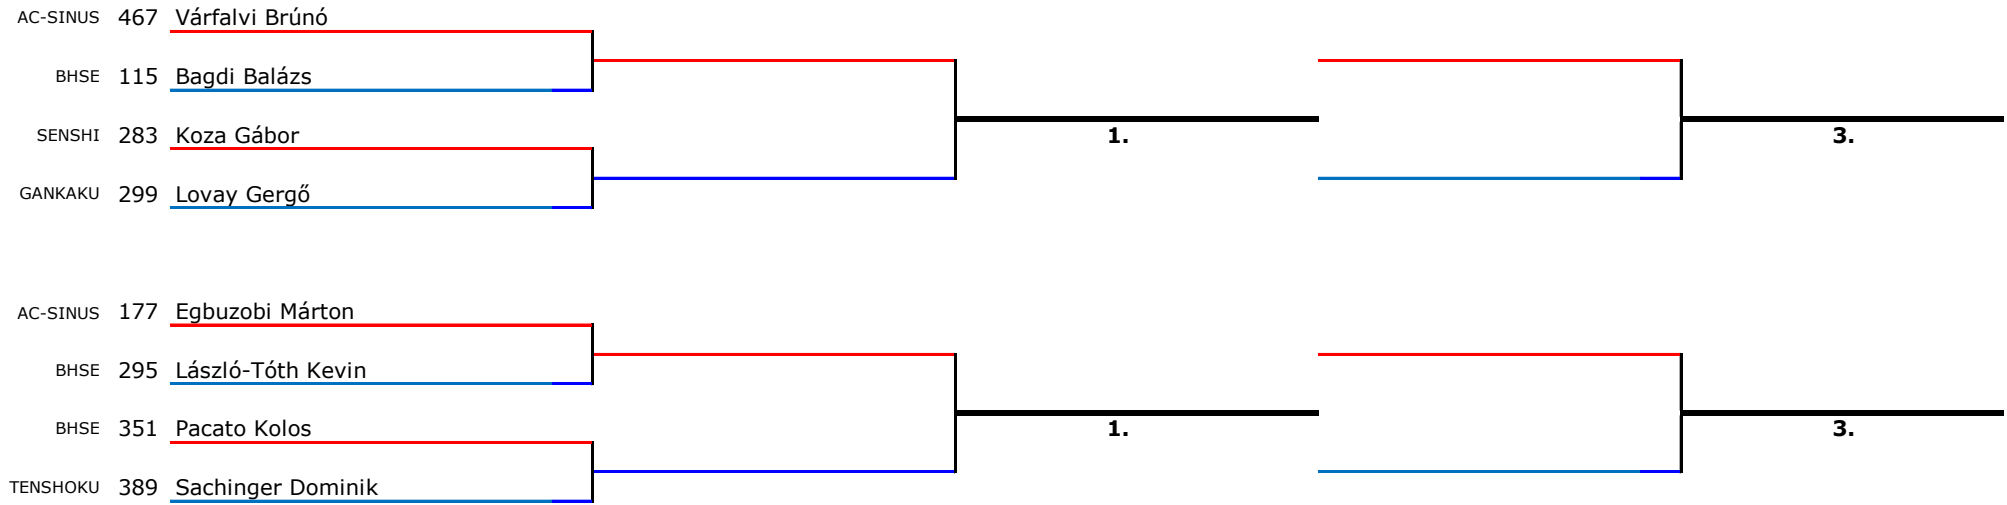 AC-SINUS 467 Várfalvi Brúnó
BHSE 115 Bagdi Balázs
1. 3.
SENSHI 283 Koza Gábor
GANKAKU 299 Lovay Gergő
AC-SINUS 177 Egbuzobi Márton
BHSE 295 László-Tóth Kevin
BHSE 351 Pacato Kolos
1. 3.
TENSHOKU 389 Sachinger Dominik